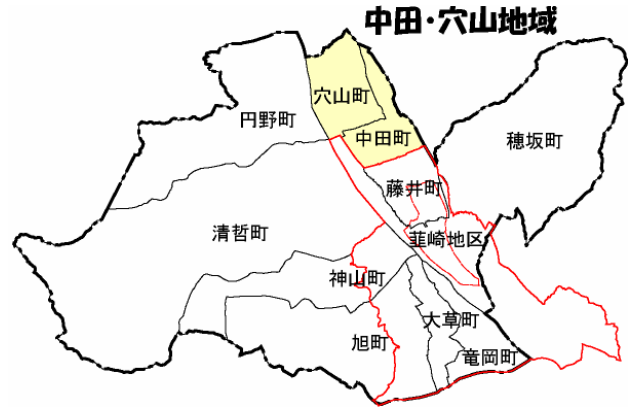 中田・穴山地域
穴山町
円野町
中田町
穂坂町
藤井町
清哲町
韮崎地区
神山町
大草町
旭町
竜岡町